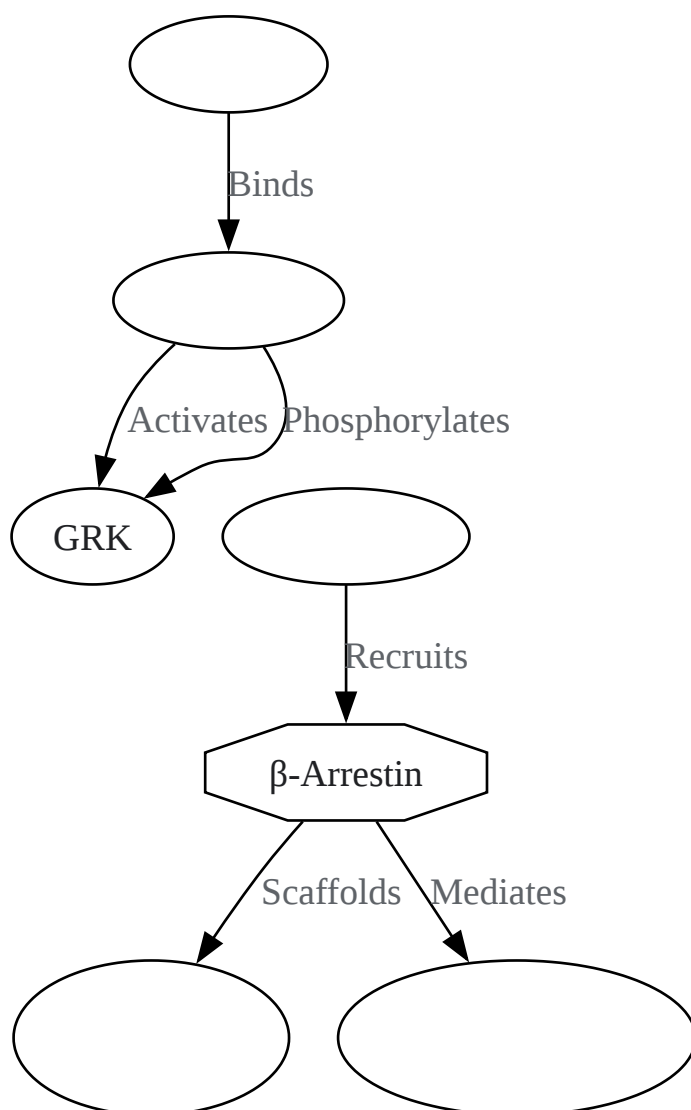 Binds
Activates
Phosphorylates
GRK
Recruits
β-Arrestin
Scaffolds
Mediates